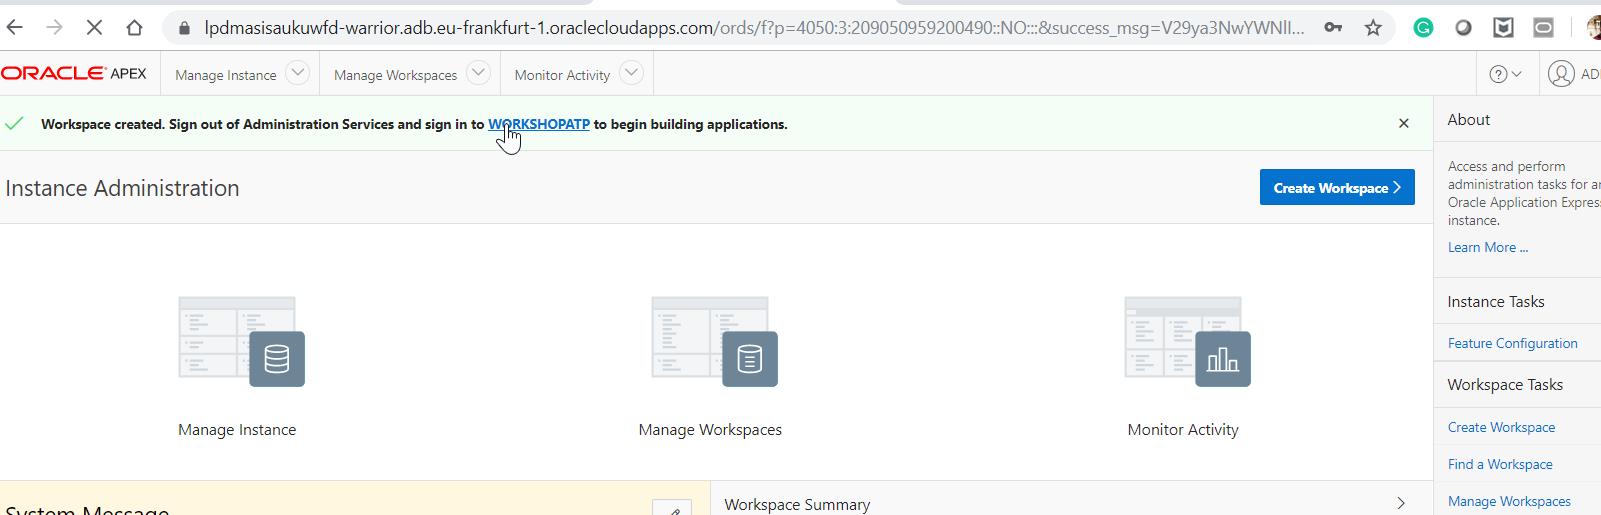 lpdmasisaukuwfd-warrior.adb.eu-frankfurt-1.oraclecloudapps.com/ords/f?p=4050:3:209050959200490::NO:::&success_msg=V29ya3NwYWNlI...
ORACLE APEX
Manage Instance
Manage Workspaces
Monitor Activity
Workspace created. Sign out of Administration Services and sign in to WORKSHOPATP to begin building applications.
Instance Administration
Create Workspace
Manage Instance
Manage Workspaces
Monitor Activity
System Message
Workspace Summary
About
Access and perform
administration tasks for a
Oracle Application Expres
instance.
Learn More ...
Instance Tasks
Feature Configuration
Workspace Tasks
Create Workspace
Find a Workspace
Manage Workspaces